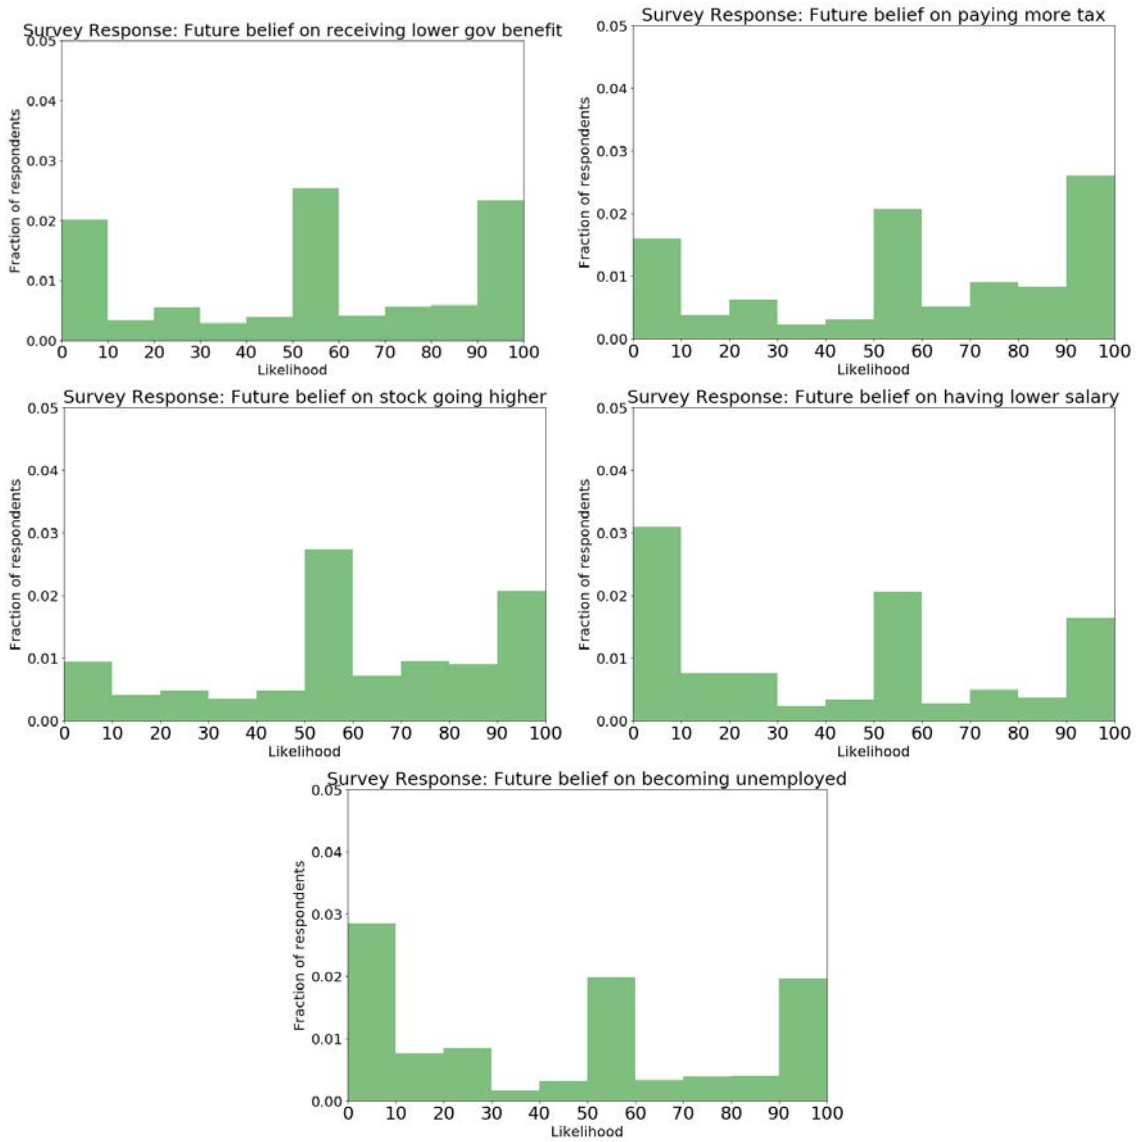 Survey Response: Future belief on receiving lower gov benefit
0.05
0.04
0.03
0.02
0.01
0.00
Fraction of respondents
0 10 20 30 40 50 60 70 80 90 100
Likelihood
Survey Response: Future belief on paying more tax
0.05
0.04
0.03
0.02
0.01
0.00
Fraction of respondents
0 10 20 30 40 50 60 70 80 90 100
Likelihood
Survey Response: Future belief on stock going higher
0.05
0.04
0.03
0.02
0.01
0.00
Fraction of respondents
0 10 20 30 40 50 60 70 80 90 100
Likelihood
Survey Response: Future belief on having lower salary
0.05
0.04
0.03
0.02
0.01
0.00
Fraction of respondents
0 10 20 30 40 50 60 70 80 90 100
Likelihood
Survey Response: Future belief on becoming unemployed
0.05
0.04
0.03
0.02
0.01
0.00
Fraction of respondents
0 10 20 30 40 50 60 70 80 90 100
Likelihood